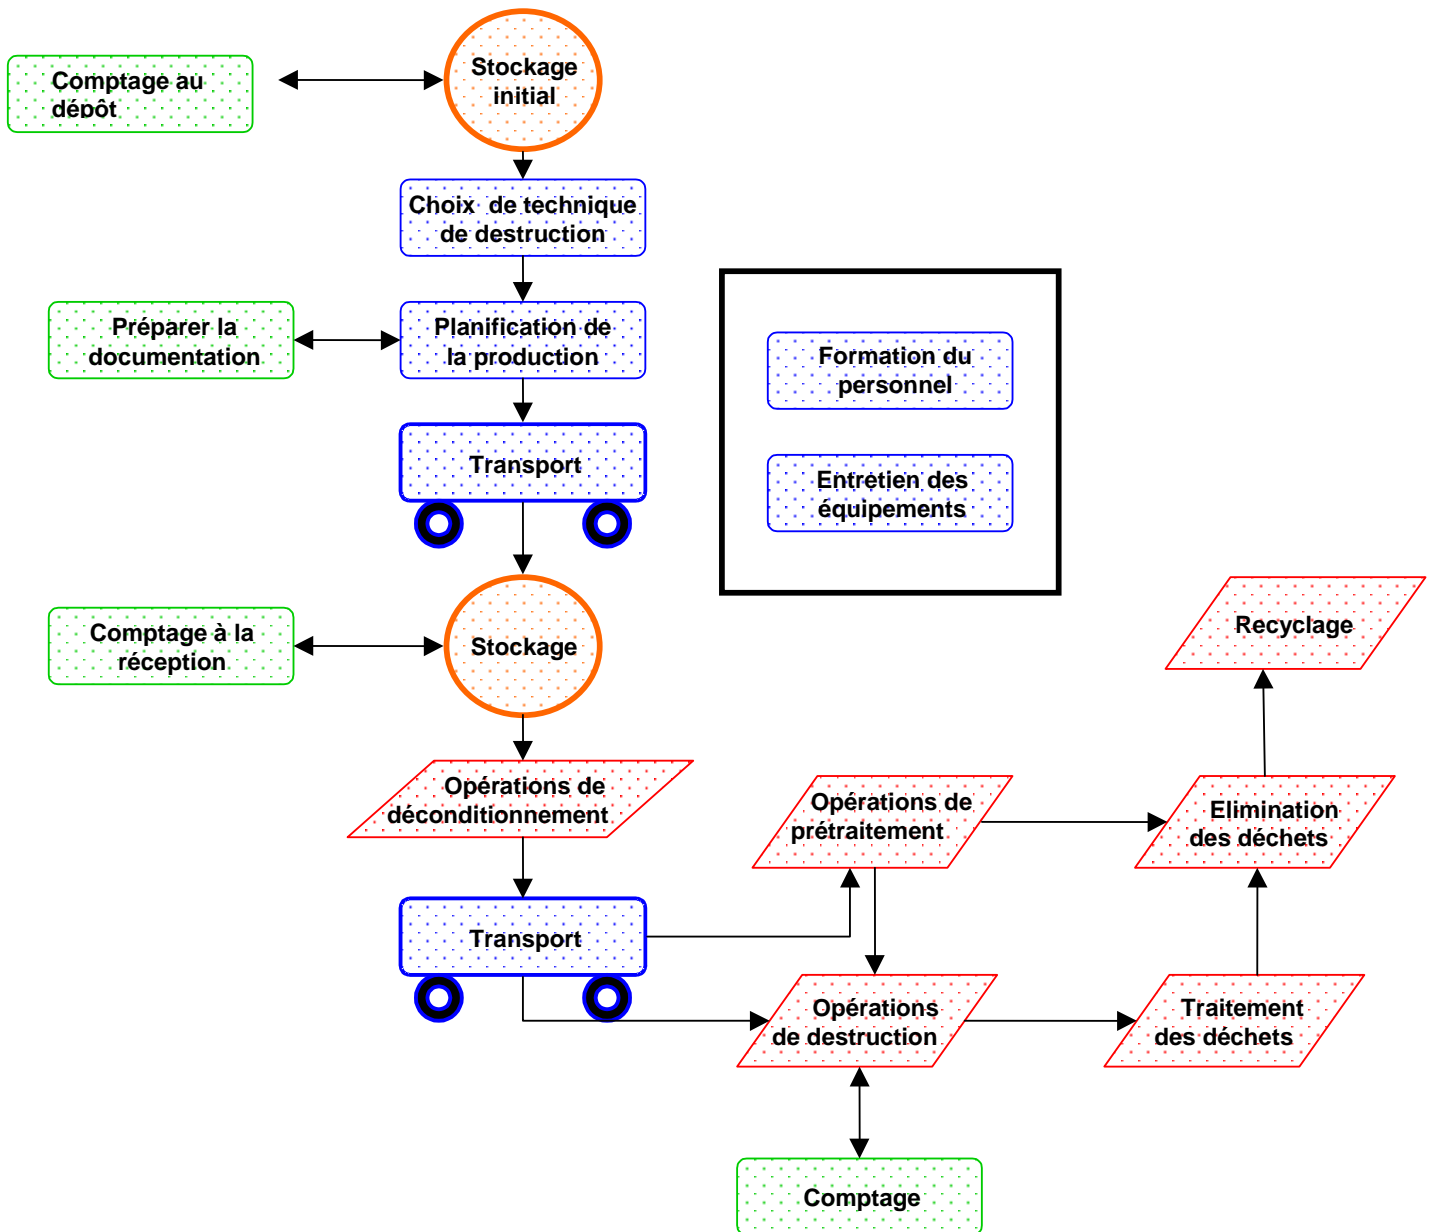 Comptage au
dépôt
Stockage
initial
Choix de technique
de destruction
Préparer la
documentation
Planification de
la production
Formation du
personnel
Transport
Entretien des
équipements
Comptage à la
réception
Stockage
Recyclage
Opérations de
déconditionnement
Opérations de
prétraitement
Elimination
des déchets
Transport
Opérations
de destruction
Traitement
des déchets
Comptage